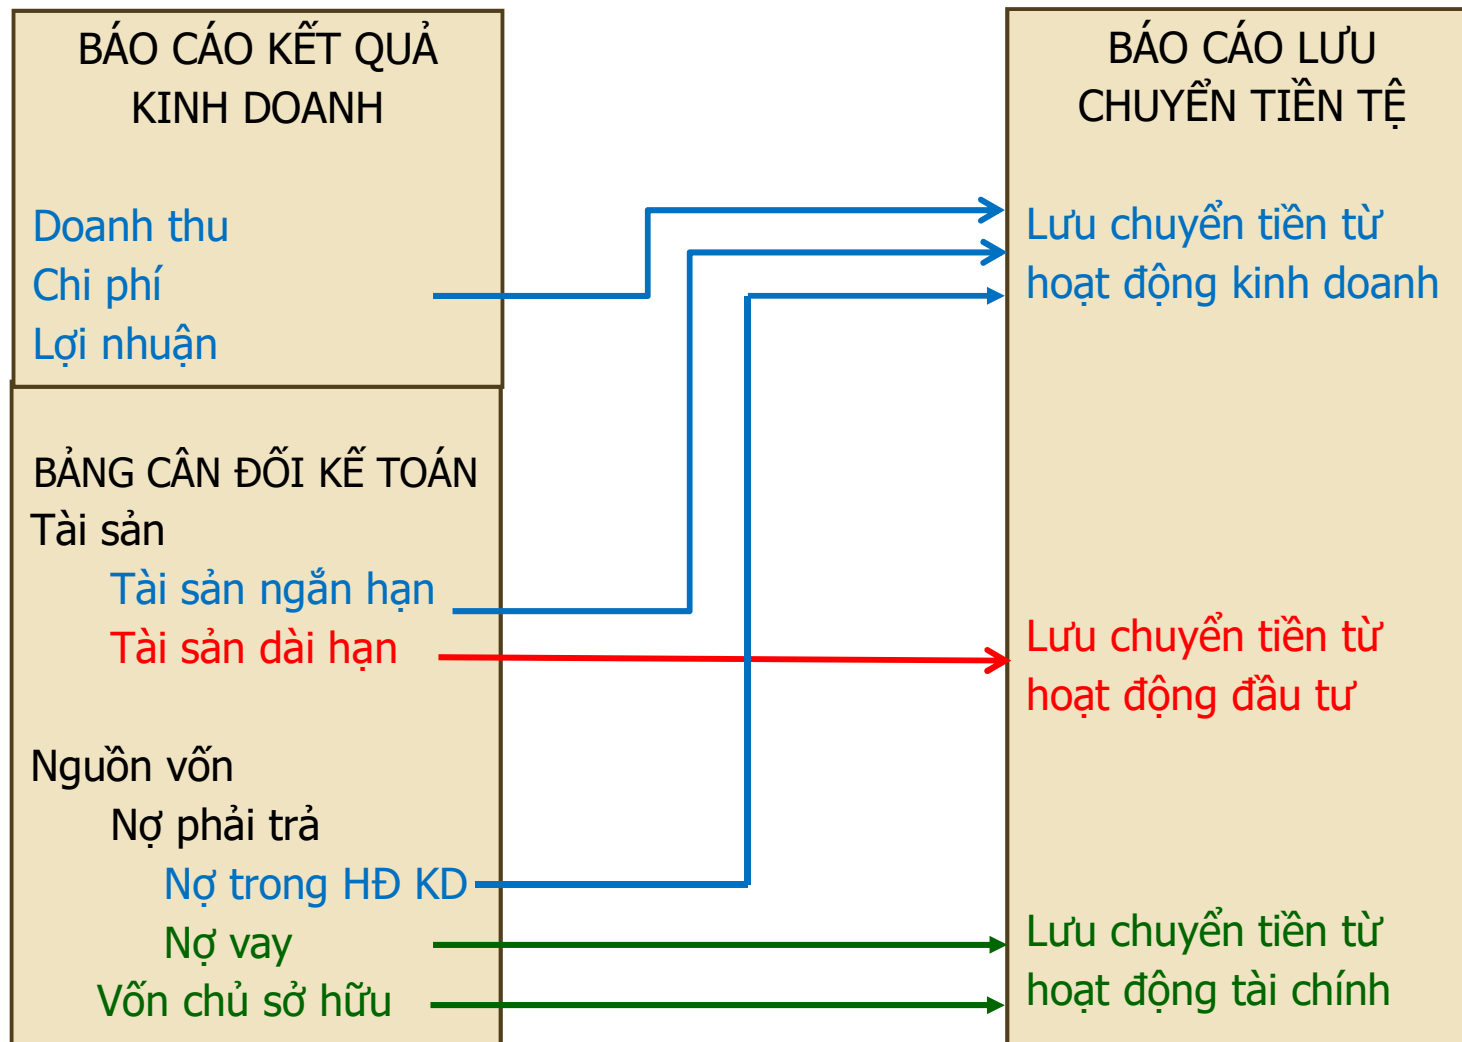 BÁO CÁO KẾT QUẢ
KINH DOANH
Doanh thu
Chi phí
Lợi nhuận
BẢNG CÂN ĐỐI KẾ TOÁN
Tài sản
Tài sản ngắn hạn
Tài sản dài hạn
Nguồn vốn
Nợ phải trả
Nợ trong HĐ KD
Nợ vay
Vốn chủ sở hữu
BÁO CÁO LƯU
CHUYỂN TIỀN TỆ
Lưu chuyển tiền từ
hoạt động kinh doanh
Lưu chuyển tiền từ
hoạt động đầu tư
Lưu chuyển tiền từ
hoạt động tài chính